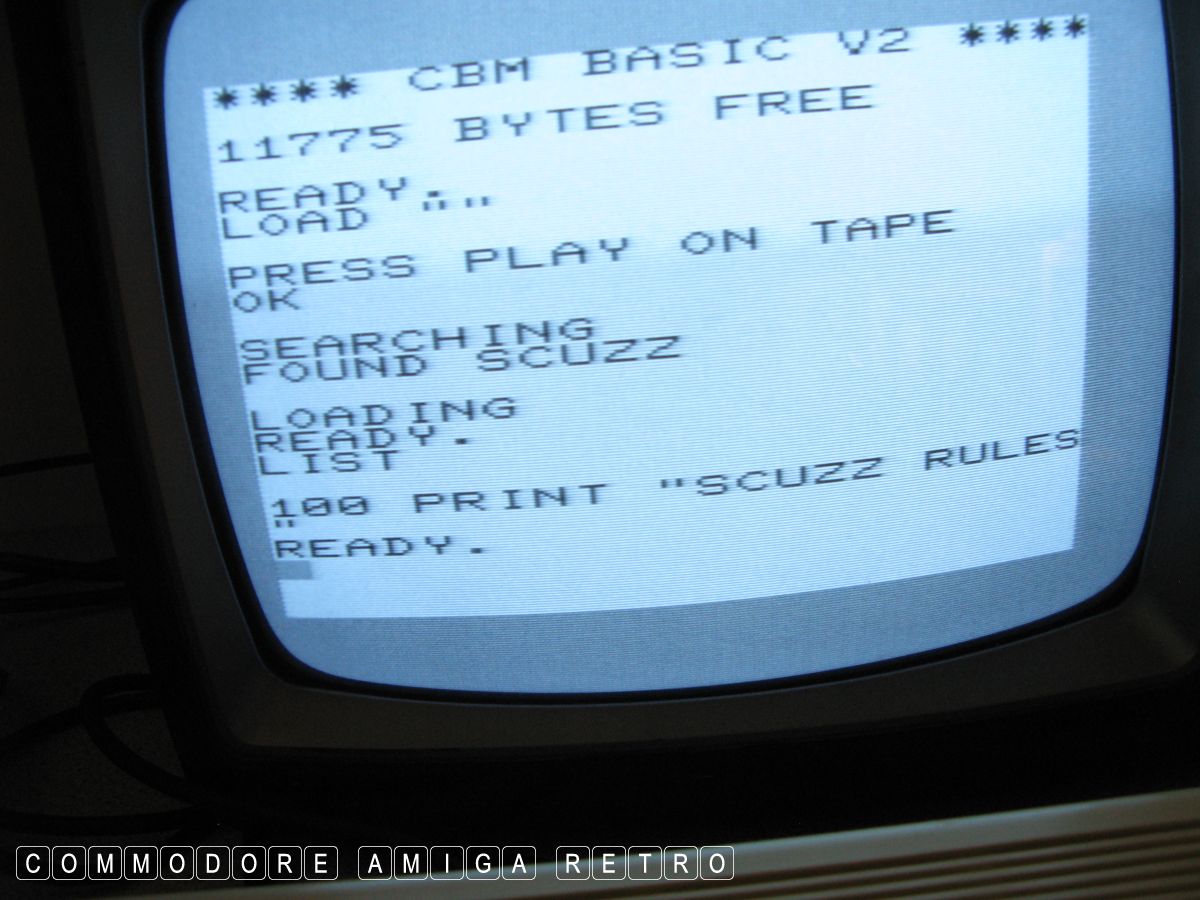 **** CBM BASIC V2 ****
11775 BYTES FREE
READY.
LOAD
PRESS PLAY ON TAPE
OK
SEARCHING
FOUND SCUZZ
LOADING
READY.
LIST
100 PRINT "SCUZZ RULES
"
READY.
COMMODORE AMIGA RETRO